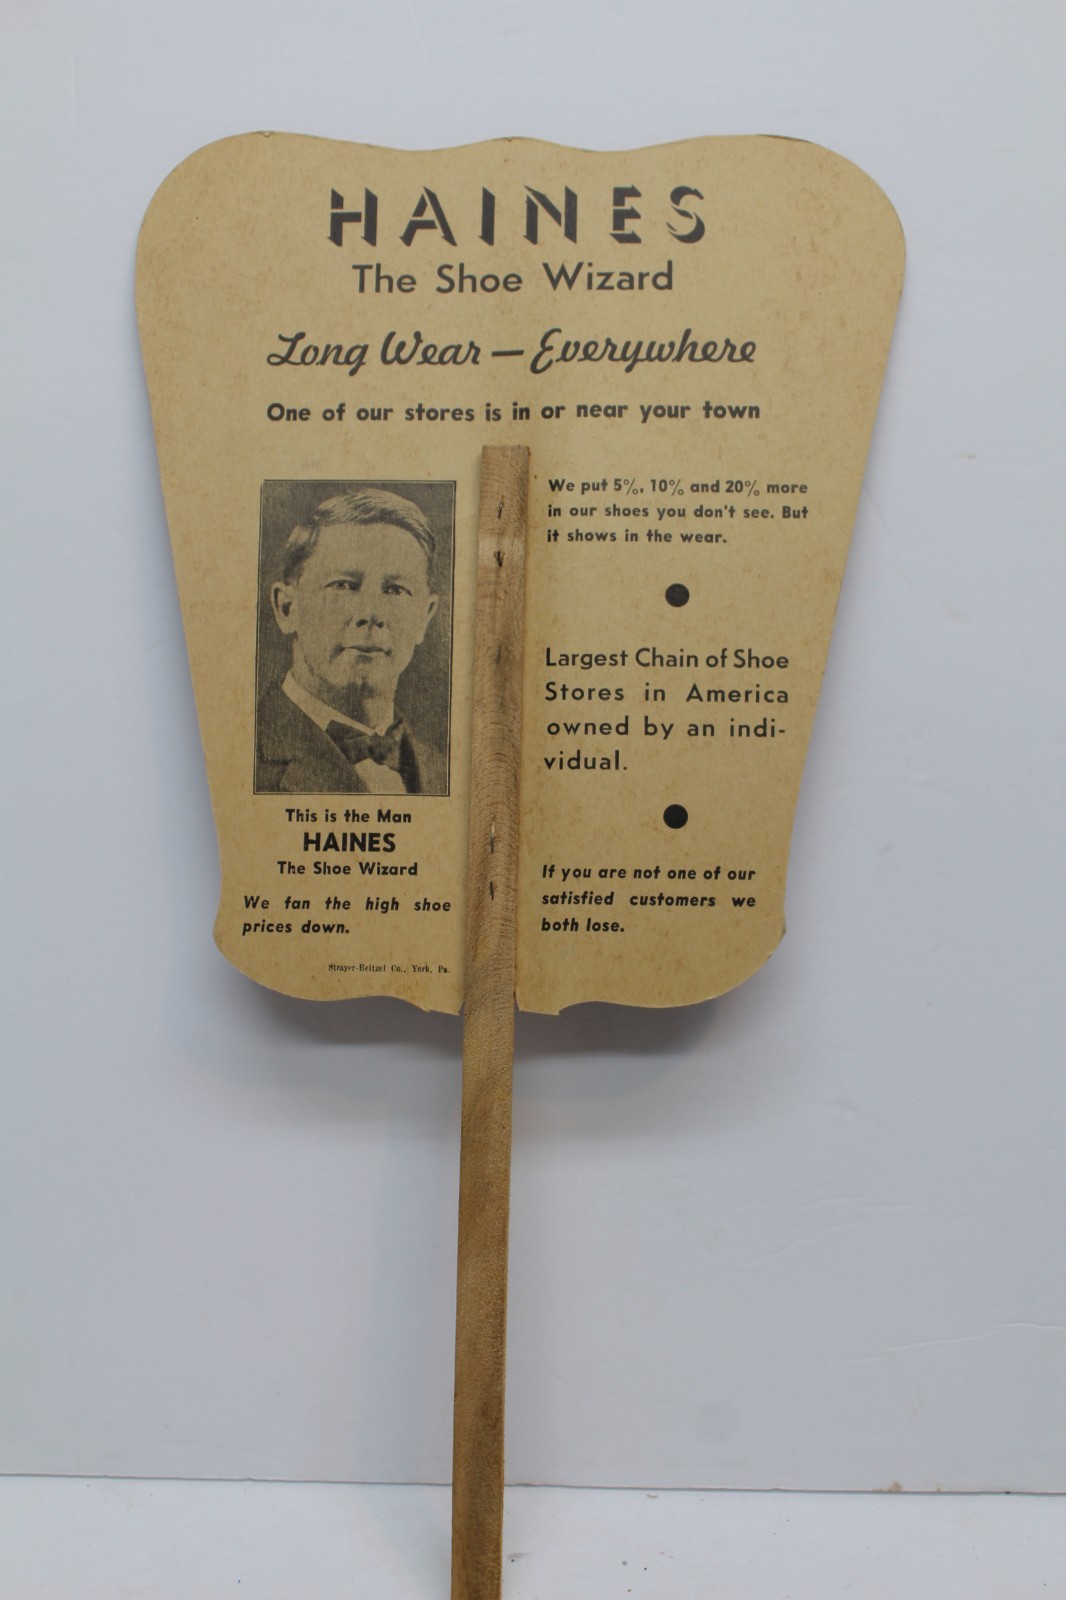 HAINES
The Shoe Wizard
Long Wear — Everywhere
One of our stores is in or near your town
This is the Man
HAINES
The Shoe Wizard
We fan the high shoe
prices down.
Strayer-Beitzel Co., York, Pa.
We put 5%, 10% and 20% more
in our shoes you don't see. But
it shows in the wear.
Largest Chain of Shoe
Stores in America
owned by an indi-
vidual.
If you are not one of our
satisfied customers we
both lose.